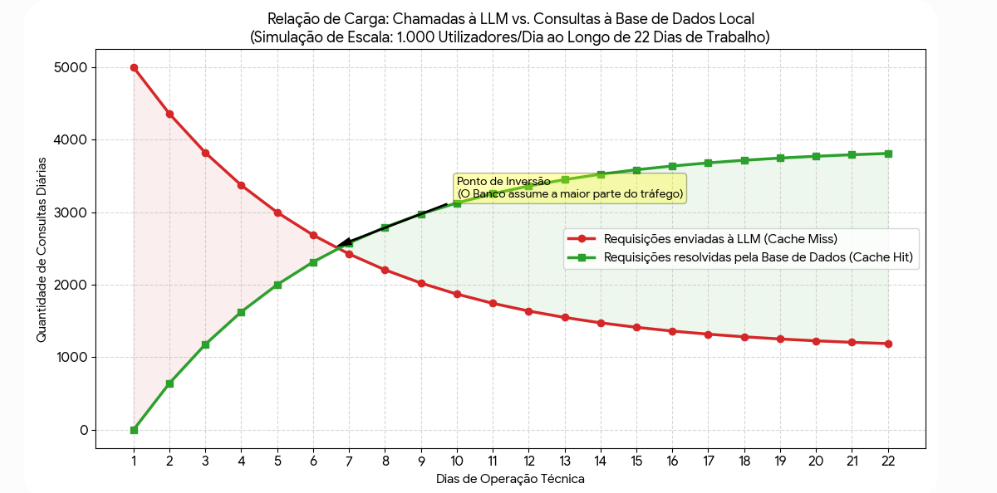 Relação de Carga: Chamadas à LLM vs. Consultas à Base de Dados Local
(Simulação de Escala: 1.000 Utilizadores/Dia ao Longo de 22 Dias de Trabalho)
Quantidade de Consultas Diárias
5000
4000
3000
2000
1000
0
Ponto de Inversão
(O Banco assume a maior parte do tráfego)
Requisições enviadas à LLM (Cache Miss)
Requisições resolvidas pela Base de Dados (Cache Hit)
1 2 3 4 5 6 7 8 9 10 11 12 13 14 15 16 17 18 19 20 21 22
Dias de Operação Técnica